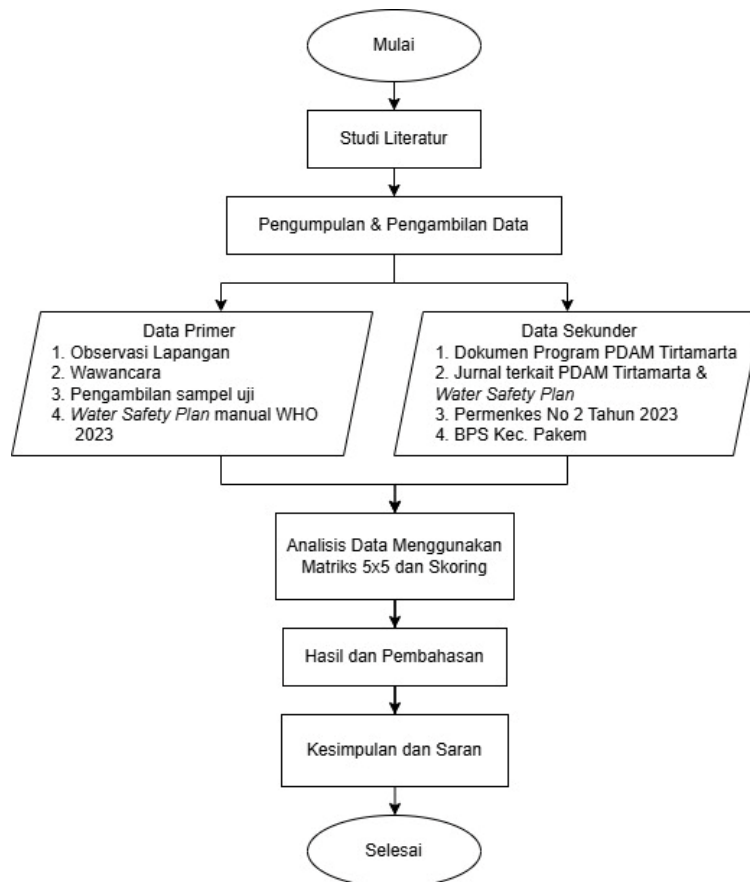 Mulai
Studi Literatur
Pengumpulan & Pengambilan Data
Data Primer
1. Observasi Lapangan
2. Wawancara
3. Pengambilan sampel uji
4. Water Safety Plan manual WHO
2023
Data Sekunder
1. Dokumen Program PDAM Tirtamarta
2. Jurnal terkait PDAM Tirtamarta &
Water Safety Plan
3. Permenkes No 2 Tahun 2023
4. BPS Kec. Pakem
Analisis Data Menggunakan
Matriks 5x5 dan Skoring
Hasil dan Pembahasan
Kesimpulan dan Saran
Selesai